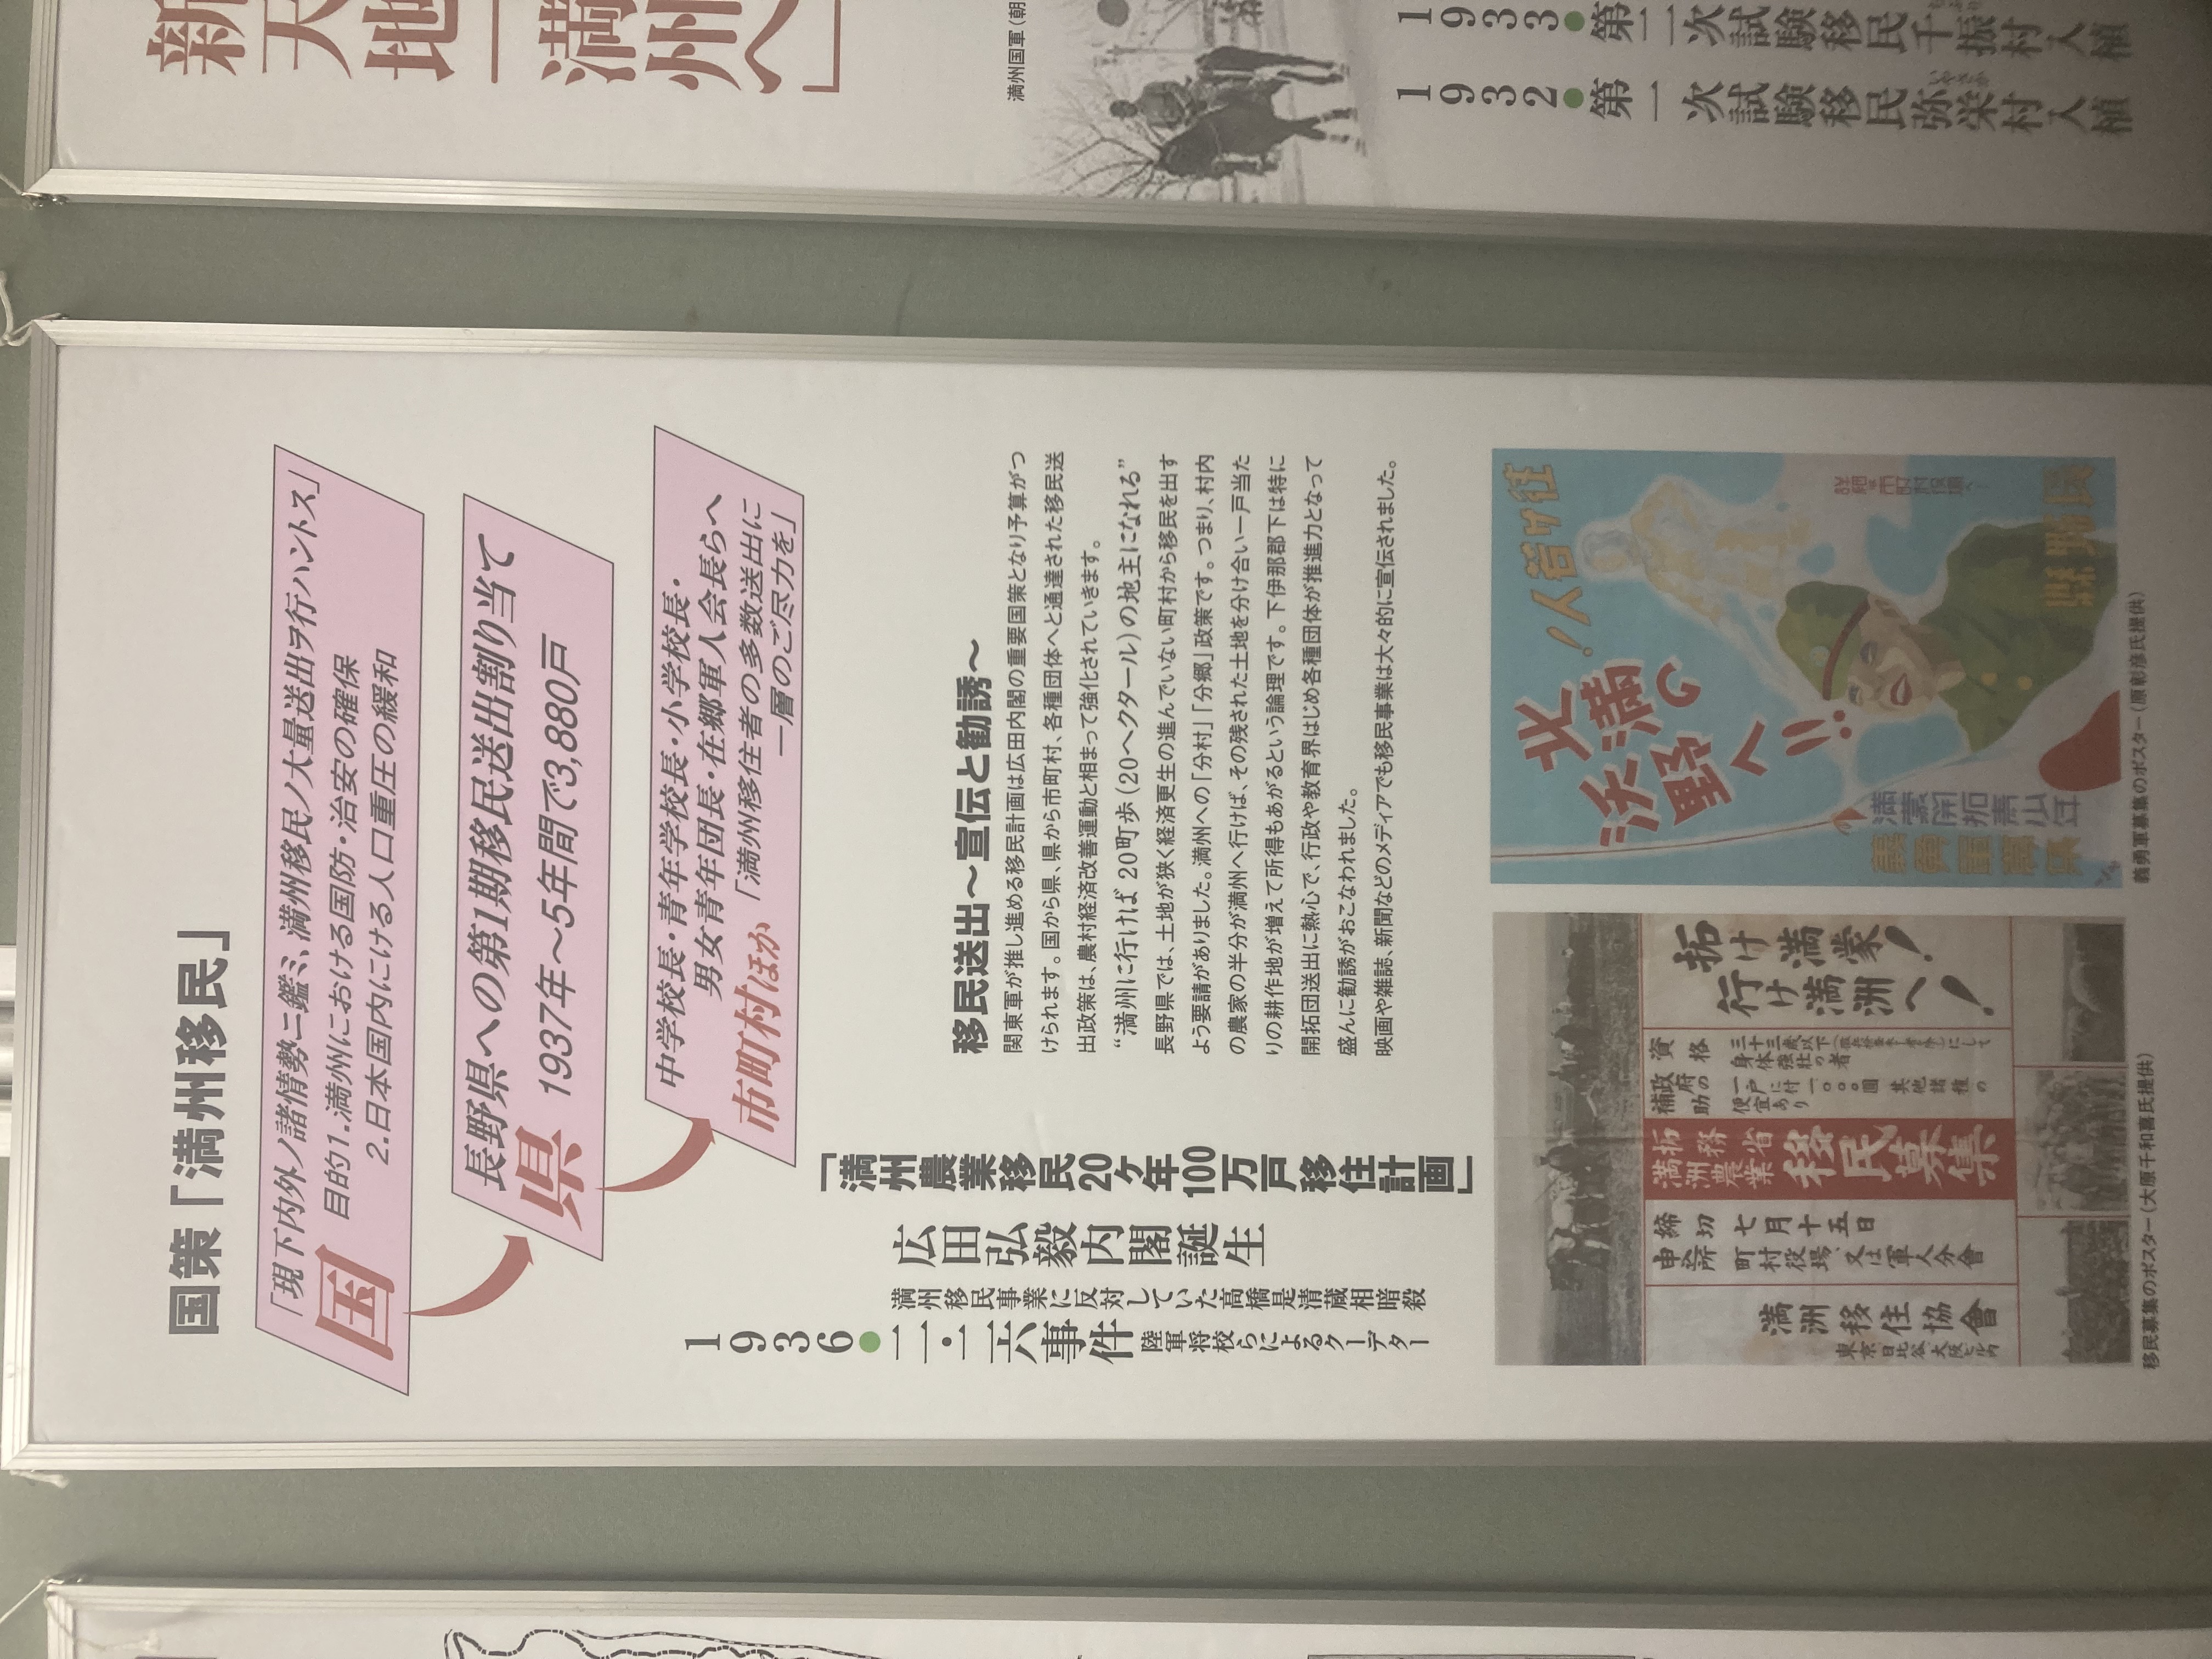 国策「満州移民」
「現下内外ノ諸情勢ニ鑑ミ、満州移民ノ大量送出ヲ行ハントス」
国
目的1.満州における国防・治安の確保
2.日本国内にける人口重圧の緩和
長野県への第1期移民送出割り当て
県
1937年～5年間で3,880戸
中学校長・青年学校長・小学校長・
男女青年団長・在郷軍人会長らへ
市町村ほか
「満州移住者の多数送出に
一層のご尽力を」
「満州農業移民20ヶ年100万戸移住計画」
広田弘毅内閣誕生
満州移民事業に反対していた高橋是清蔵相暗殺
1936●二・二六事件 陸軍将校らによるクーデター
移民送出～宣伝と勧誘～
関東軍が推し進める移民計画は広田内閣の重要国策となり予算がつ
けられます。国から県、県から市町村、各種団体へと通達された移民送
出政策は、農村経済改善運動と相まって強化されていきます。
“満州に行けば 20町歩(20ヘクタール)の地主になれる”
長野県では、土地が狭く経済更生の進んでいない町村から移民を出す
よう要請がありました。満州への「分村」「分郷」政策です。つまり、村内
の農家の半分が満州へ行けば、その残された土地を分け合い一戸当た
りの耕作地が増えて所得もあがるという論理です。下伊那郡下は特に
開拓団送出に熱心で、行政や教育界はじめ各種団体が推進力となって
盛んに勧誘がおこなわれました。
映画や雑誌、新聞などのメディアでも移民事業は大々的に宣伝されました。
拓け満蒙！
行け満洲へ！
資格
三十三歳以下
にして
身体強壮の者
政府の
補助
一戸に付 一、〇〇〇圓 其他諸種の
便宜あり
拓務省
満洲農業
移民募集
締切 七月十五日
申込所 町村役場、又は軍人分會
満洲移住協會
東京・日比谷、大阪ビル内
移民募集のポスター(大原千和喜氏提供)
往ケ若人！
北満の
沃野へ!!
詳細は市町村役場へ
満蒙開拓青少年
義勇軍募集
長野縣
義勇軍募集のポスター(原彰彦氏提供)
新天地「満州へ」
満州国軍(朝
1933●第二次試験移民千振村入植
1932●第一次試験移民弥栄村入植
いやさか